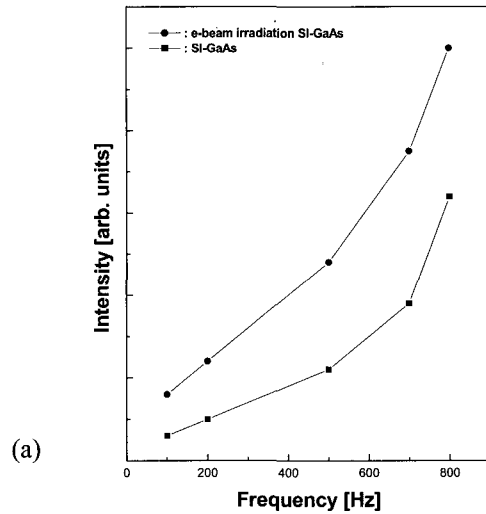 : e-beam irradiation SI-GaAs
: SI-GaAs
Intensity [arb. units]
(a)
0 200 400 600 800
Frequency [Hz]